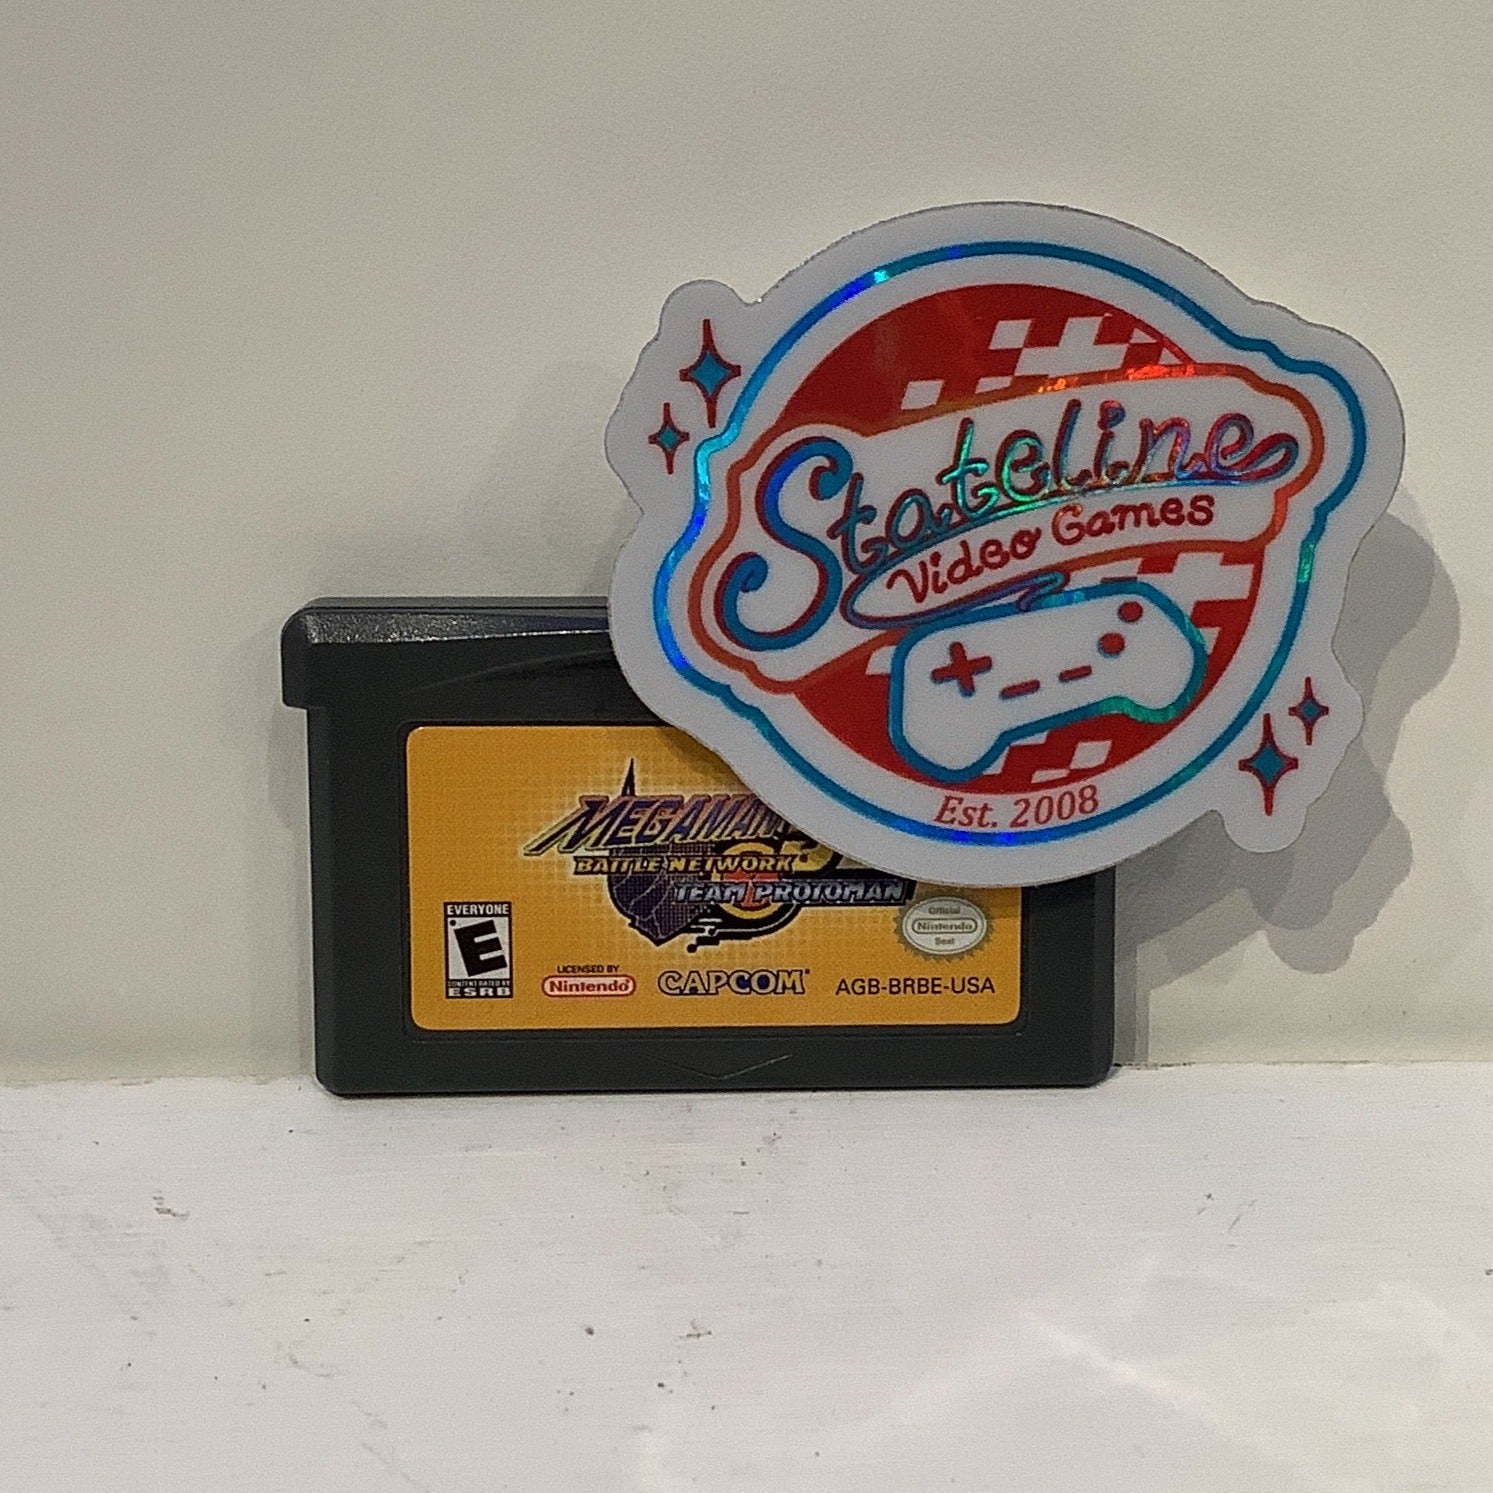 Stateline
Video Games
Est. 2008
MEGAMAN
BATTLE NETWORK
TEAM PROTOMAN
EVERYONE
E
CONTENT RATED BY
ESRB
LICENSED BY
Nintendo
CAPCOM
AGB-BRBE-USA
Official
Nintendo
Seal